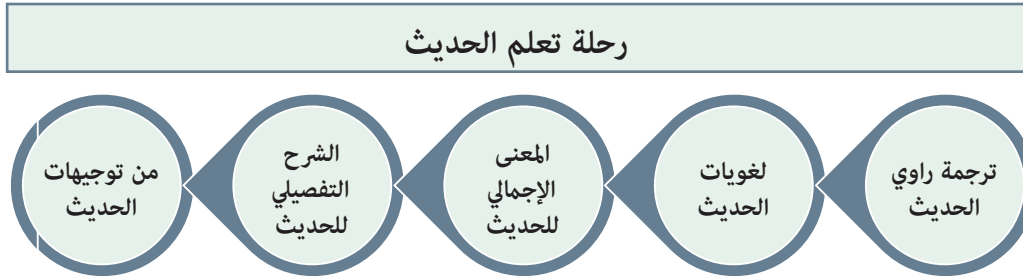 رحلة تعلم الحديث
ترجمة راوي
الحديث
لغويات
الحديث
المعنى
الإجمالي
للحديث
الشرح
التفصيلي
للحديث
من توجيهات
الحديث